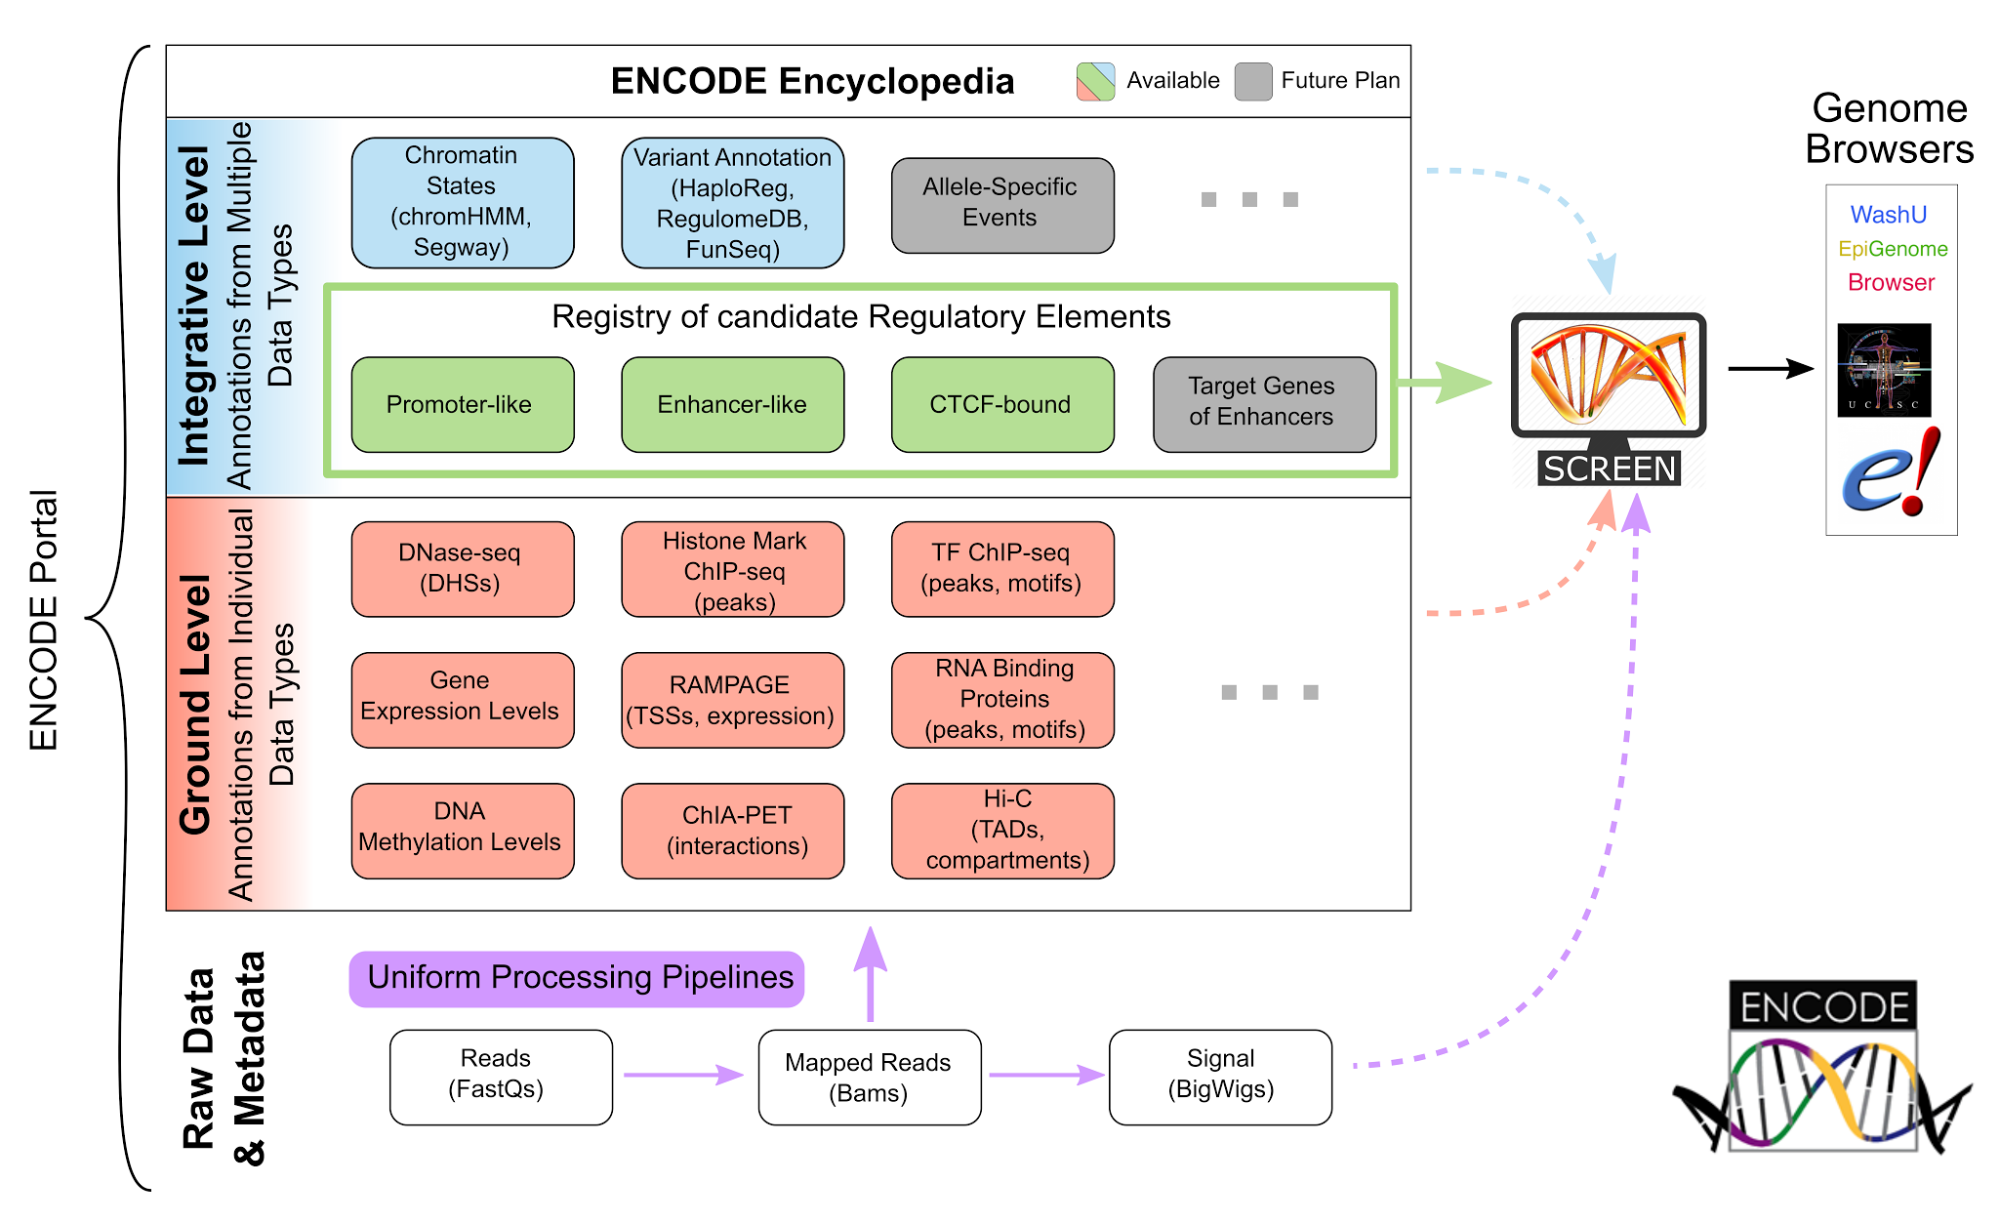 ENCODE Encyclopedia
Available
Future Plan
ENCODE Portal
Integrative Level
Annotations from Multiple
Data Types
Chromatin
States
(chromHMM,
Segway)
Variant Annotation
(HaploReg,
RegulomeDB,
FunSeq)
Allele-Specific
Events
Registry of candidate Regulatory Elements
Promoter-like
Enhancer-like
CTCF-bound
Target Genes
of Enhancers
Ground Level
Annotations from Individual
Data Types
DNase-seq
(DHSs)
Histone Mark
ChIP-seq
(peaks)
TF ChIP-seq
(peaks, motifs)
Gene
Expression Levels
RAMPAGE
(TSSs, expression)
RNA Binding
Proteins
(peaks, motifs)
DNA
Methylation Levels
ChIA-PET
(interactions)
Hi-C
(TADs,
compartments)
Raw Data
& Metadata
Uniform Processing Pipelines
Reads
(FastQs)
Mapped Reads
(Bams)
Signal
(BigWigs)
SCREEN
Genome
Browsers
WashU
EpiGenome
Browser
UCSC
e!
ENCODE